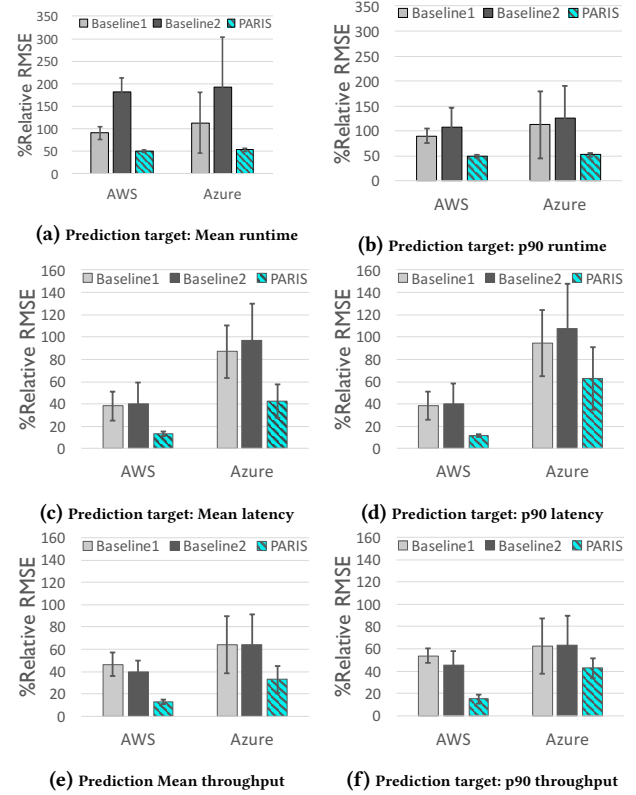 Baseline1 Baseline2 PARIS
%Relative RMSE
350
300
250
200
150
100
50
0
AWS Azure
(a) Prediction target: Mean runtime
Baseline1 Baseline2 PARIS
%Relative RMSE
350
300
250
200
150
100
50
0
AWS Azure
(b) Prediction target: p90 runtime
160
Baseline1 Baseline2 PARIS
%Relative RMSE
140
120
100
80
60
40
20
0
AWS Azure
(c) Prediction target: Mean latency
160
Baseline1 Baseline2 PARIS
%Relative RMSE
140
120
100
80
60
40
20
0
AWS Azure
(d) Prediction target: p90 latency
160
Baseline1 Baseline2 PARIS
%Relative RMSE
140
120
100
80
60
40
20
0
AWS Azure
(e) Prediction Mean throughput
160
Baseline1 Baseline2 PARIS
%Relative RMSE
140
120
100
80
60
40
20
0
AWS Azure
(f) Prediction target: p90 throughput